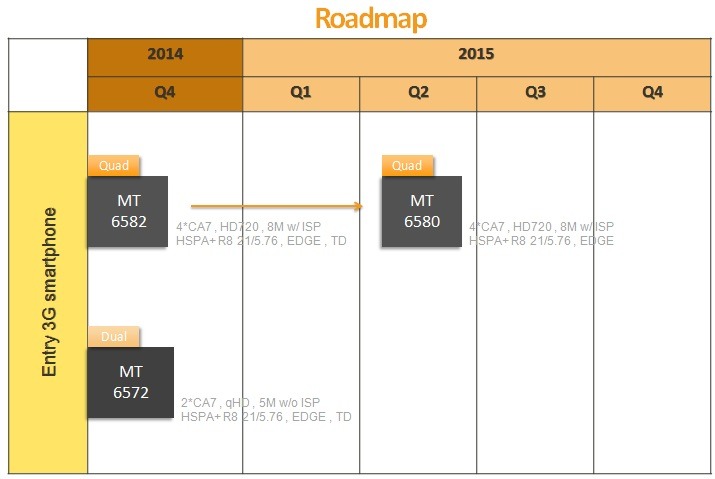 Roadmap
2014
2015
Q4
Q1
Q2
Q3
Q4
Entry 3G smartphone
Quad
MT
6582
4*CA7 , HD720 , 8M w/ ISP
HSPA+ R8 21/5.76 , EDGE , TD
Quad
MT
6580
4*CA7 , HD720 , 8M w/ ISP
HSPA+ R8 21/5.76 , EDGE
Dual
MT
6572
2*CA7 , qHD , 5M w/o ISP
HSPA+ R8 21/5.76 , EDGE , TD